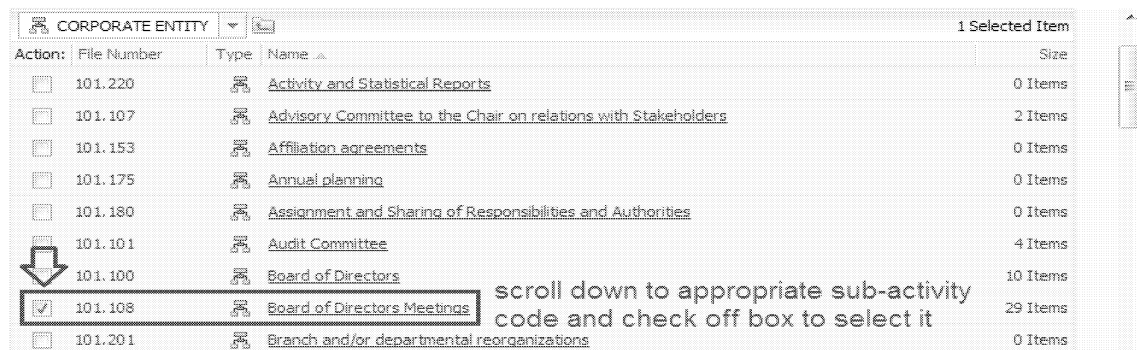 CORPORATE ENTITY 1 Selected Item
Action: File Number Type Name Size
101.220 Activity and Statistical Reports 0 Items
101.107 Advisory Committee to the Chair on relations with Stakeholders 2 Items
101.153 Affiliation agreements 0 Items
101.175 Annual planning 0 Items
101.180 Assignment and Sharing of Responsibilities and Authorities 0 Items
101.101 Audit Committee 4 Items
101.100 Board of Directors 10 Items
101.108 Board of Directors Meetings 29 Items
scroll down to appropriate sub-activity
code and check off box to select it
101.201 Branch and/or departmental reorganizations 0 Items